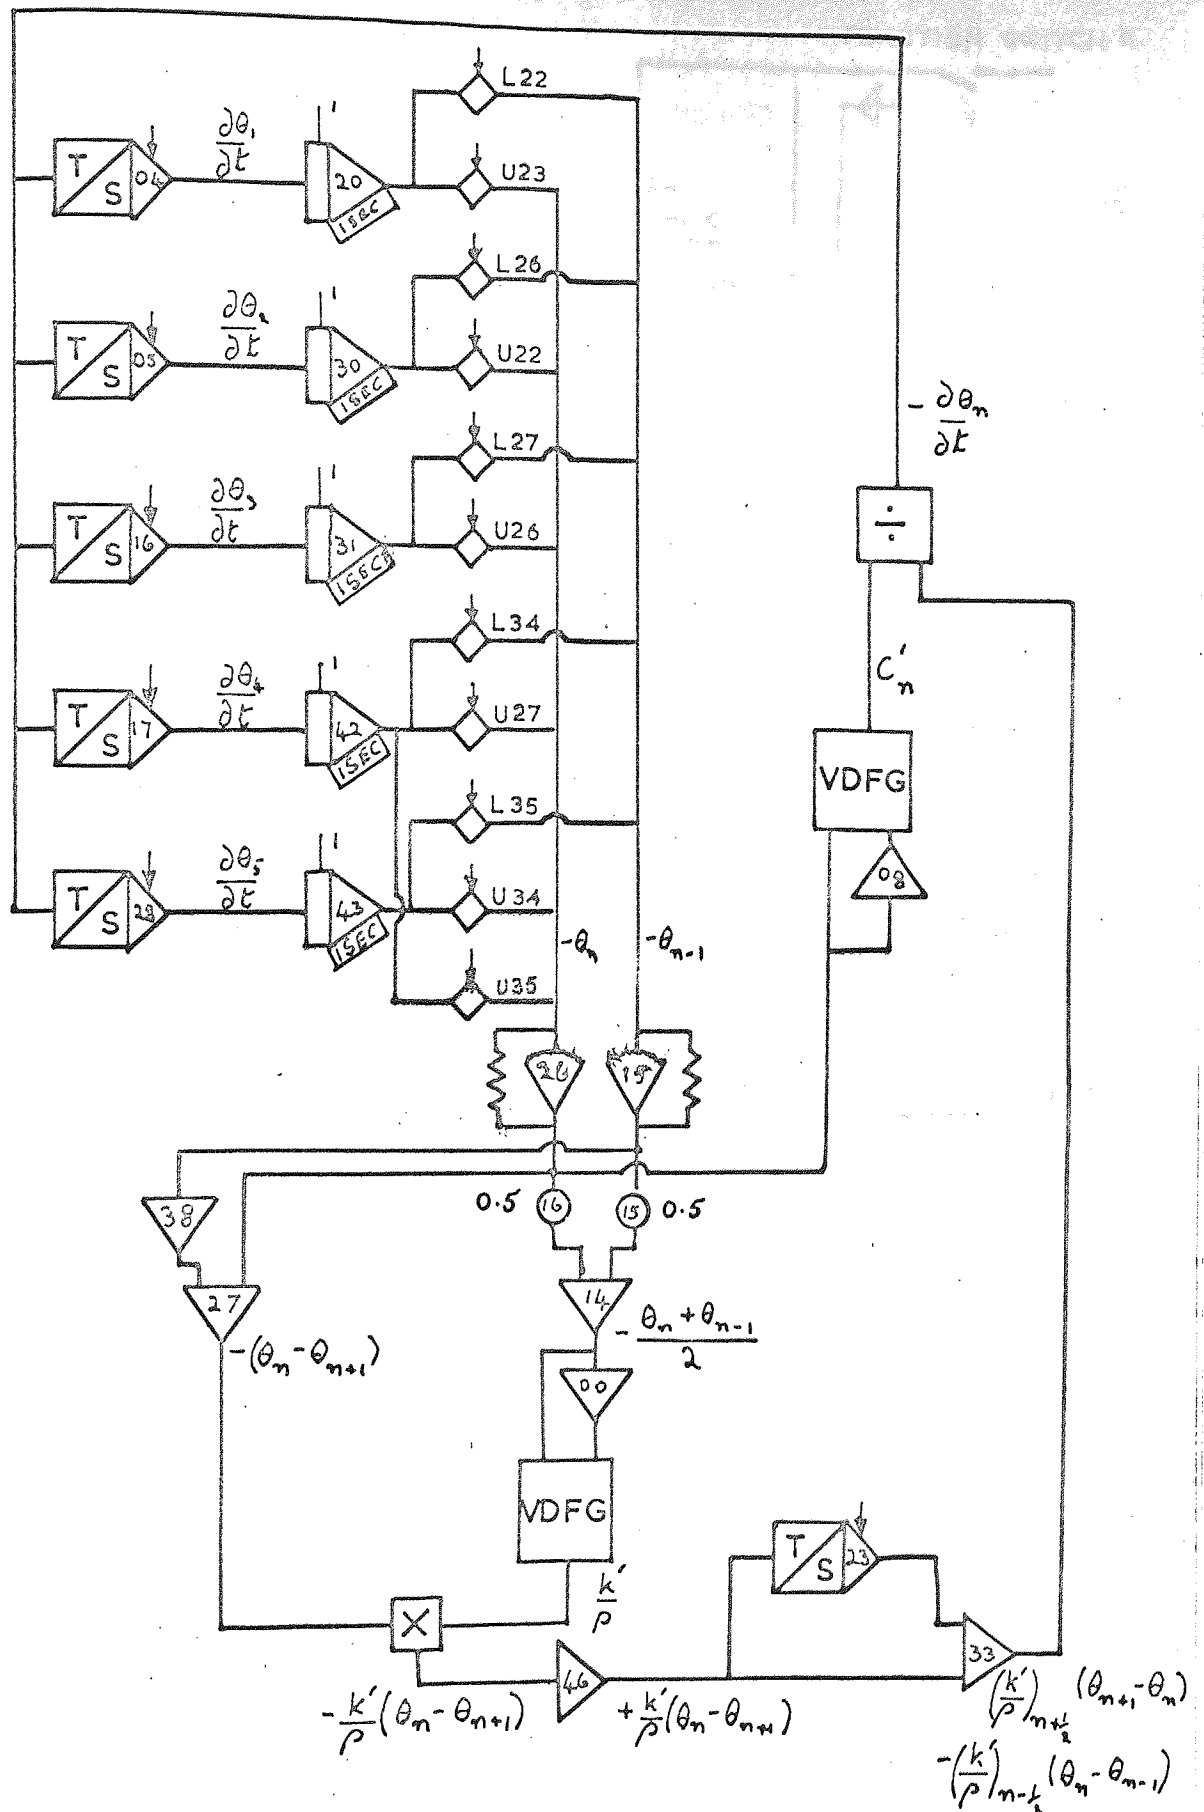 L22
∂θ₁/∂t
1
T/S 04
20
1SEC
U23
L26
∂θ₂/∂t
1
T/S 05
30
1SEC
U22
L27
∂θ₃/∂t
1
T/S 16
31
1SEC
U26
-∂θₙ/∂t
÷
L34
∂θ₄/∂t
1
T/S 17
42
1SEC
U27
C'ₙ
VDFG
L35
∂θ₅/∂t
1
T/S 28
43
1SEC
U34
08
-θₙ
-θₙ₋₁
U35
26
15
38
0.5
16
15
0.5
27
14
-(θₙ-θₙ₊₁)
-(θₙ+θₙ₋₁)/2
00
VDFG
k'/ρ
T/S 23
×
46
33
-k'/ρ(θₙ-θₙ₊₁)
+k'/ρ(θₙ-θₙ₊₁)
(k'/ρ)ₙ₊½(θₙ₊₁-θₙ)
-(k'/ρ)ₙ₋½(θₙ-θₙ₋₁)